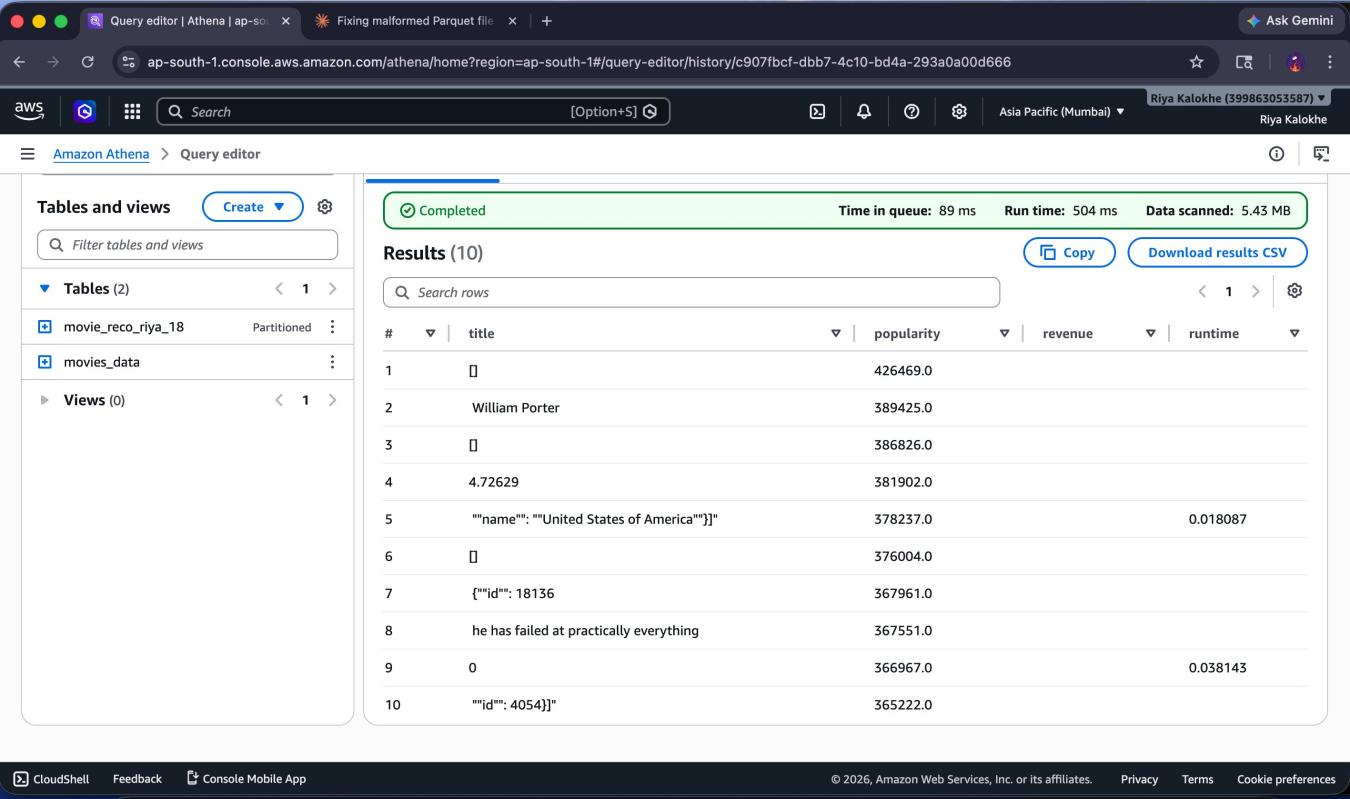 Query editor | Athena | ap-so
Fixing malformed Parquet file
Ask Gemini
ap-south-1.console.aws.amazon.com/athena/home?region=ap-south-1#/query-editor/history/c907fbcf-dbb7-4c10-bd4a-293a0a00d666
aws
Search [Option+S]
Asia Pacific (Mumbai)
Riya Kalokhe (399863053587)
Riya Kalokhe
Amazon Athena > Query editor
Tables and views
Create
Filter tables and views
Tables (2) 1
movie_reco_riya_18 Partitioned
movies_data
Views (0) 1
Completed Time in queue: 89 ms Run time: 504 ms Data scanned: 5.43 MB
Results (10)
Copy
Download results CSV
Search rows
1
# title popularity revenue runtime
1 [] 426469.0
2 William Porter 389425.0
3 [] 386826.0
4 4.72629 381902.0
5 ""name"": ""United States of America""}]" 378237.0 0.018087
6 [] 376004.0
7 {""id"": 18136 367961.0
8 he has failed at practically everything 367551.0
9 0 366967.0 0.038143
10 ""id"": 4054}]" 365222.0
CloudShell Feedback Console Mobile App
© 2026, Amazon Web Services, Inc. or its affiliates. Privacy Terms Cookie preferences